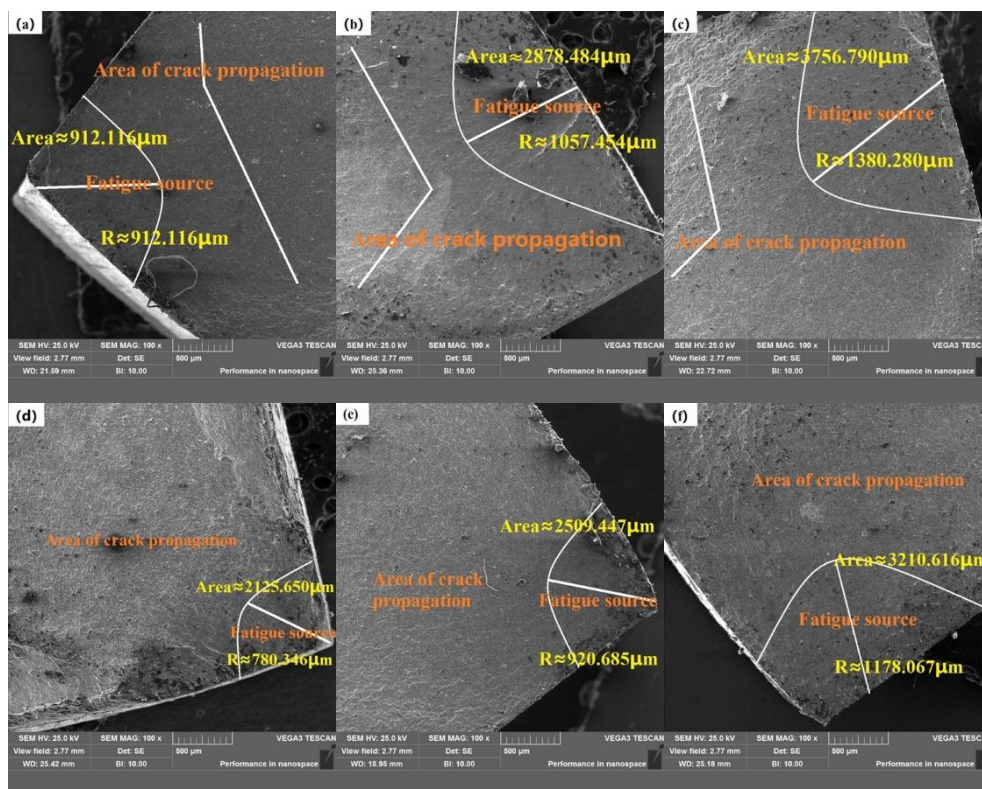 (a)
Area of crack propagation
Area≈912.116μm
Fatigue source
R≈912.116μm
SEM HV: 25.0 kV
SEM MAG: 100 x
VEGA3 TESCAN
View field: 2.77 mm
Det: SE
500 μm
WD: 21.59 mm
BI: 10.00
Performance in nanospace
(b)
Area≈2878.484μm
Fatigue source
R≈1057.454μm
Area of crack propagation
SEM HV: 25.0 kV
SEM MAG: 100 x
VEGA3 TESCAN
View field: 2.77 mm
Det: SE
500 μm
WD: 25.36 mm
BI: 10.00
Performance in nanospace
(c)
Area≈3756.790μm
Fatigue source
R≈1380.280μm
Area of crack propagation
SEM HV: 25.0 kV
SEM MAG: 100 x
VEGA3 TESCAN
View field: 2.77 mm
Det: SE
500 μm
WD: 22.72 mm
BI: 10.00
Performance in nanospace
(d)
Area of crack propagation
Area≈2125.650μm
Fatigue source
R≈780.346μm
SEM HV: 25.0 kV
SEM MAG: 100 x
VEGA3 TESCAN
View field: 2.77 mm
Det: SE
500 μm
WD: 25.42 mm
BI: 10.00
Performance in nanospace
(e)
Area≈2509.447μm
Area of crack
propagation
Fatigue source
R≈920.685μm
SEM HV: 25.0 kV
SEM MAG: 100 x
VEGA3 TESCAN
View field: 2.77 mm
Det: SE
500 μm
WD: 18.95 mm
BI: 10.00
Performance in nanospace
(f)
Area of crack propagation
Area≈3210.616μm
Fatigue source
R≈1178.067μm
SEM HV: 25.0 kV
SEM MAG: 100 x
VEGA3 TESCAN
View field: 2.77 mm
Det: SE
500 μm
WD: 25.18 mm
BI: 10.00
Performance in nanospace